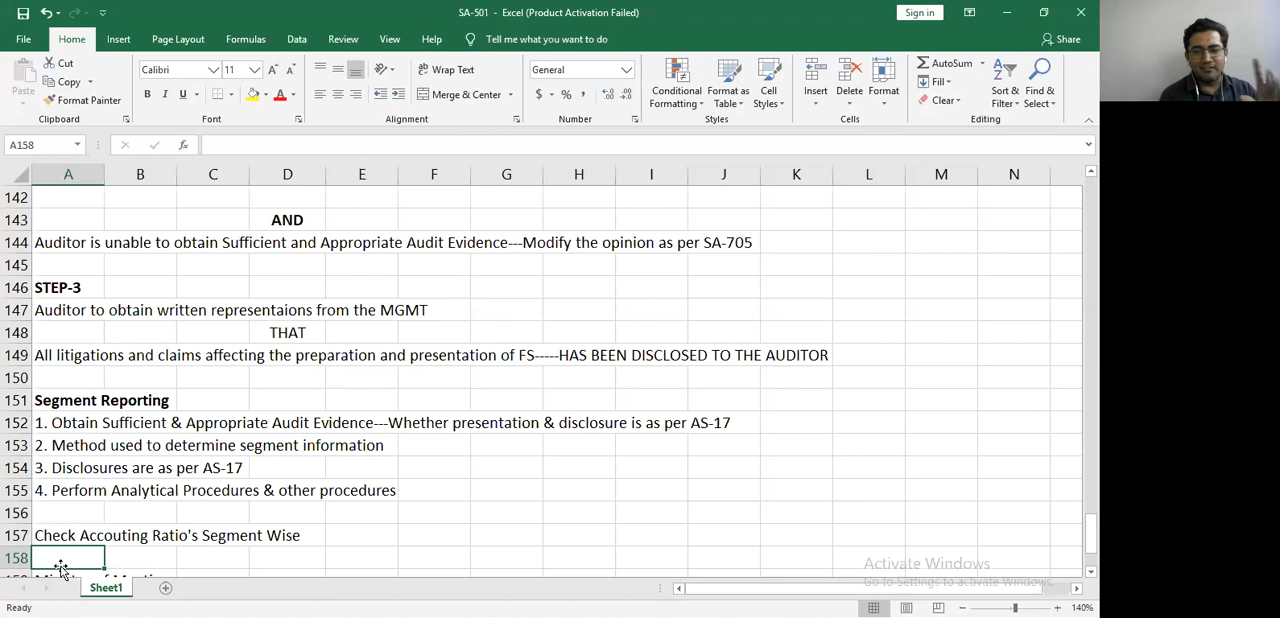 SA-501 - Excel (Product Activation Failed)
Sign in
File Home Insert Page Layout Formulas Data Review View Help Tell me what you want to do
Share
Paste
Cut
Copy
Format Painter
Clipboard
Calibri 11 A A
B I U A
Font
Wrap Text
Merge & Center
Alignment
General
$ % ,
Number
Conditional Formatting
Format as Table
Cell Styles
Styles
Insert Delete Format
Cells
AutoSum
Fill
Clear
Sort & Filter
Find & Select
Editing
A158
fx
A B C D E F G H I J K L M N
142
143 AND
144 Auditor is unable to obtain Sufficient and Appropriate Audit Evidence---Modify the opinion as per SA-705
145
146 STEP-3
147 Auditor to obtain written representaions from the MGMT
148 THAT
149 All litigations and claims affecting the preparation and presentation of FS-----HAS BEEN DISCLOSED TO THE AUDITOR
150
151 Segment Reporting
152 1. Obtain Sufficient & Appropriate Audit Evidence---Whether presentation & disclosure is as per AS-17
153 2. Method used to determine segment information
154 3. Disclosures are as per AS-17
155 4. Perform Analytical Procedures & other procedures
156
157 Check Accouting Ratio's Segment Wise
158
Activate Windows
Go to Settings to activate Windows.
Sheet1
Ready
140%